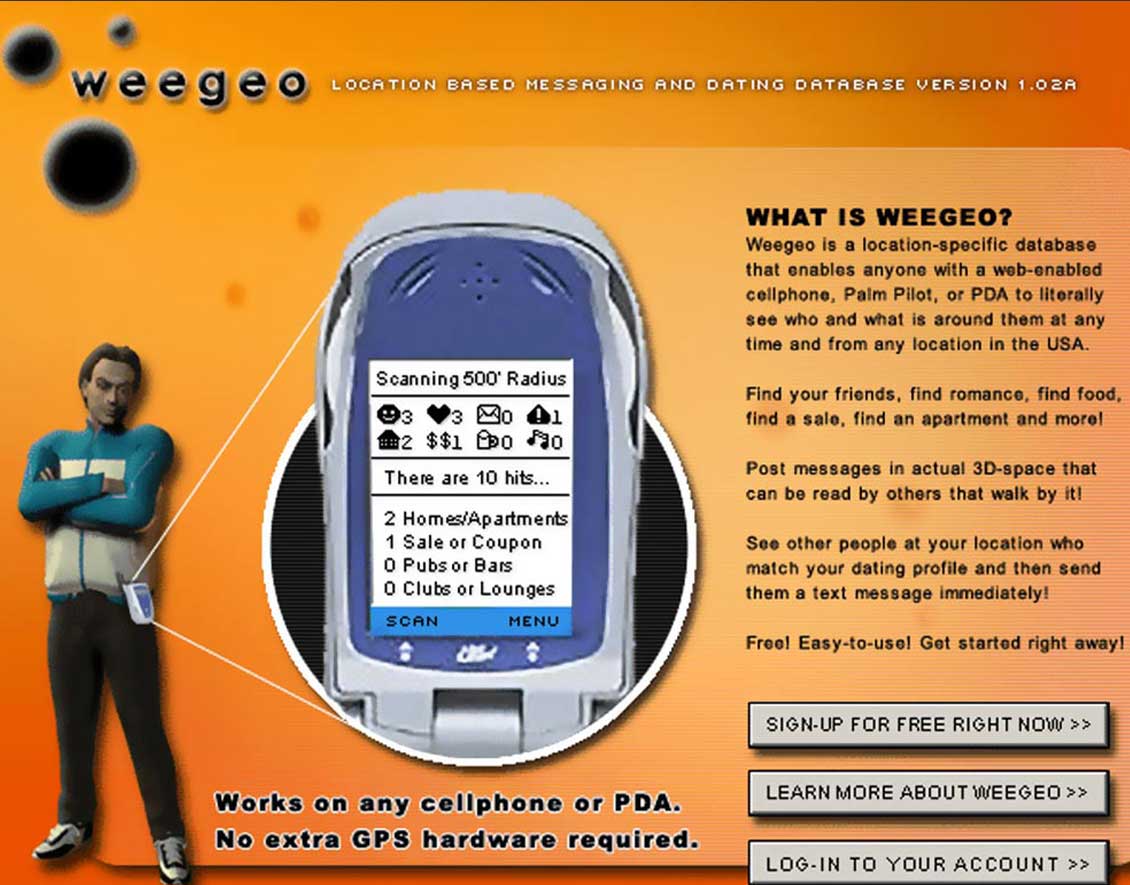 weegeo
LOCATION BASED MESSAGING AND DATING DATABASE VERSION 1.02A
WHAT IS WEEGEO?
Weegeo is a location-specific database
that enables anyone with a web-enabled
cellphone, Palm Pilot, or PDA to literally
see who and what is around them at any
time and from any location in the USA.
Find your friends, find romance, find food,
find a sale, find an apartment and more!
Post messages in actual 3D-space that
can be read by others that walk by it!
See other people at your location who
match your dating profile and then send
them a text message immediately!
Free! Easy-to-use! Get started right away!
SIGN-UP FOR FREE RIGHT NOW >>
LEARN MORE ABOUT WEEGEO >>
LOG-IN TO YOUR ACCOUNT >>
Scanning 500' Radius
3 3 0 1
2 $$1 0 0
There are 10 hits...
2 Homes/Apartments
1 Sale or Coupon
0 Pubs or Bars
0 Clubs or Lounges
SCAN MENU
Works on any cellphone or PDA.
No extra GPS hardware required.